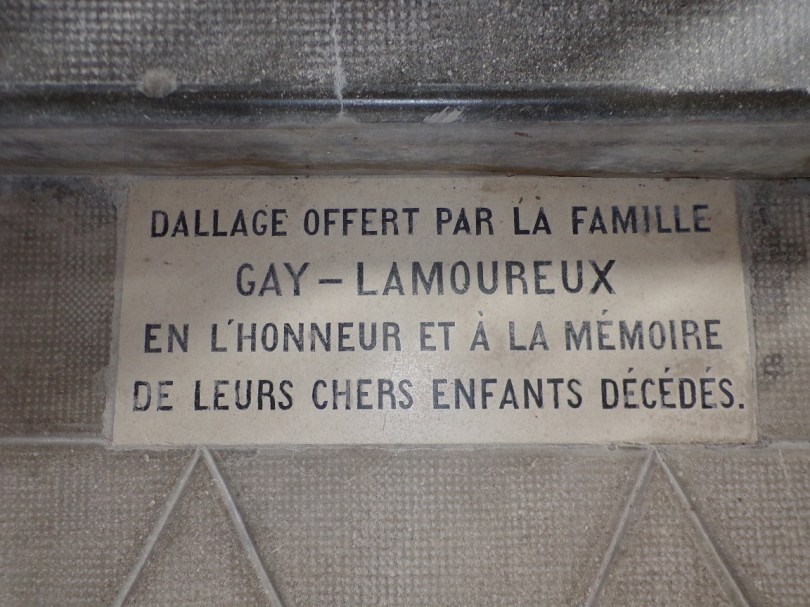 DALLAGE OFFERT PAR LA FAMILLE
GAY – LAMOUREUX
EN L'HONNEUR ET À LA MÉMOIRE
DE LEURS CHERS ENFANTS DÉCÉDÉS.